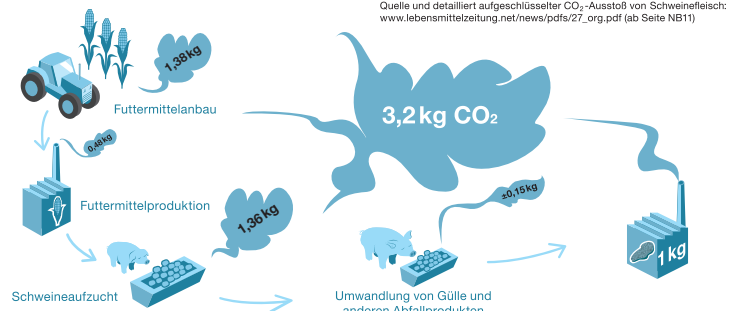 Quelle und detailliert aufgeschlüsselter CO₂-Ausstoß von Schweinefleisch:
www.lebensmittelzeitung.net/news/pdfs/27_org.pdf (ab Seite NB11)
1,38 kg
Futtermittelanbau
3,2 kg CO₂
0,48 kg
Futtermittelproduktion
1,36 kg
±0,15 kg
1 kg
Schweineaufzucht
Umwandlung von Gülle und
anderen Abfallprodukten